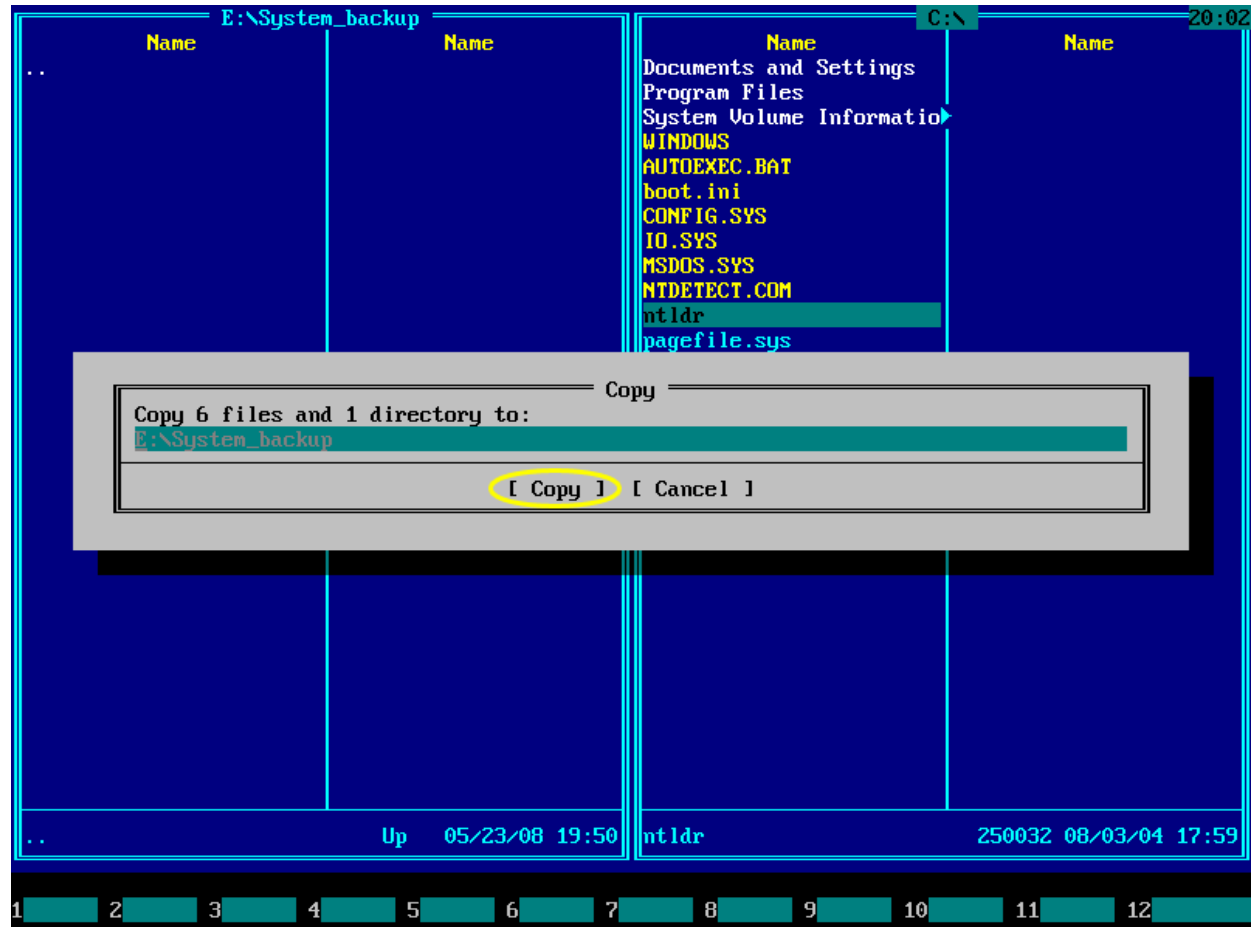 E:\System_backup C:\ 20:02
Name Name Name Name
.. Documents and Settings
Program Files
System Volume Informatio
WINDOWS
AUTOEXEC.BAT
boot.ini
CONFIG.SYS
IO.SYS
MSDOS.SYS
NTDETECT.COM
ntldr
pagefile.sys
Copy
Copy 6 files and 1 directory to:
E:\System_backup
[ Copy ] [ Cancel ]
.. Up 05/23/08 19:50 ntldr 250032 08/03/04 17:59
1 2 3 4 5 6 7 8 9 10 11 12